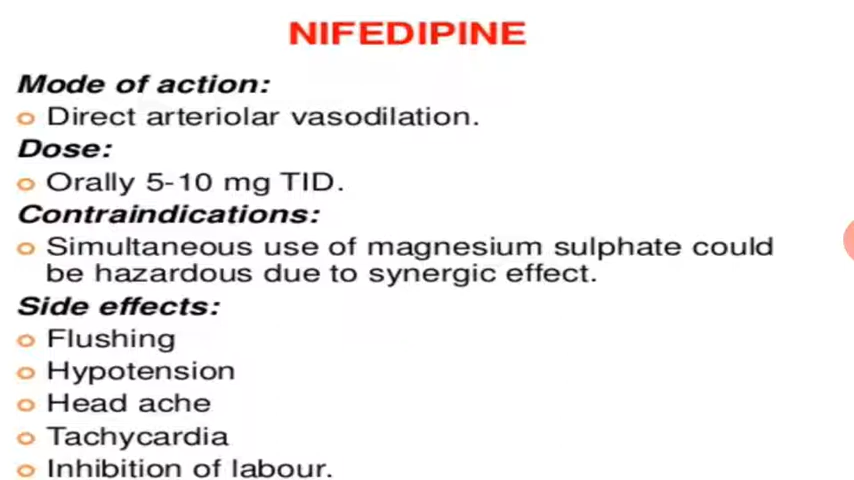 NIFEDIPINE
Mode of action:
Direct arteriolar vasodilation.
Dose:
Orally 5-10 mg TID.
Contraindications:
Simultaneous use of magnesium sulphate could
be hazardous due to synergic effect.
Side effects:
Flushing
Hypotension
Head ache
Tachycardia
Inhibition of labour.